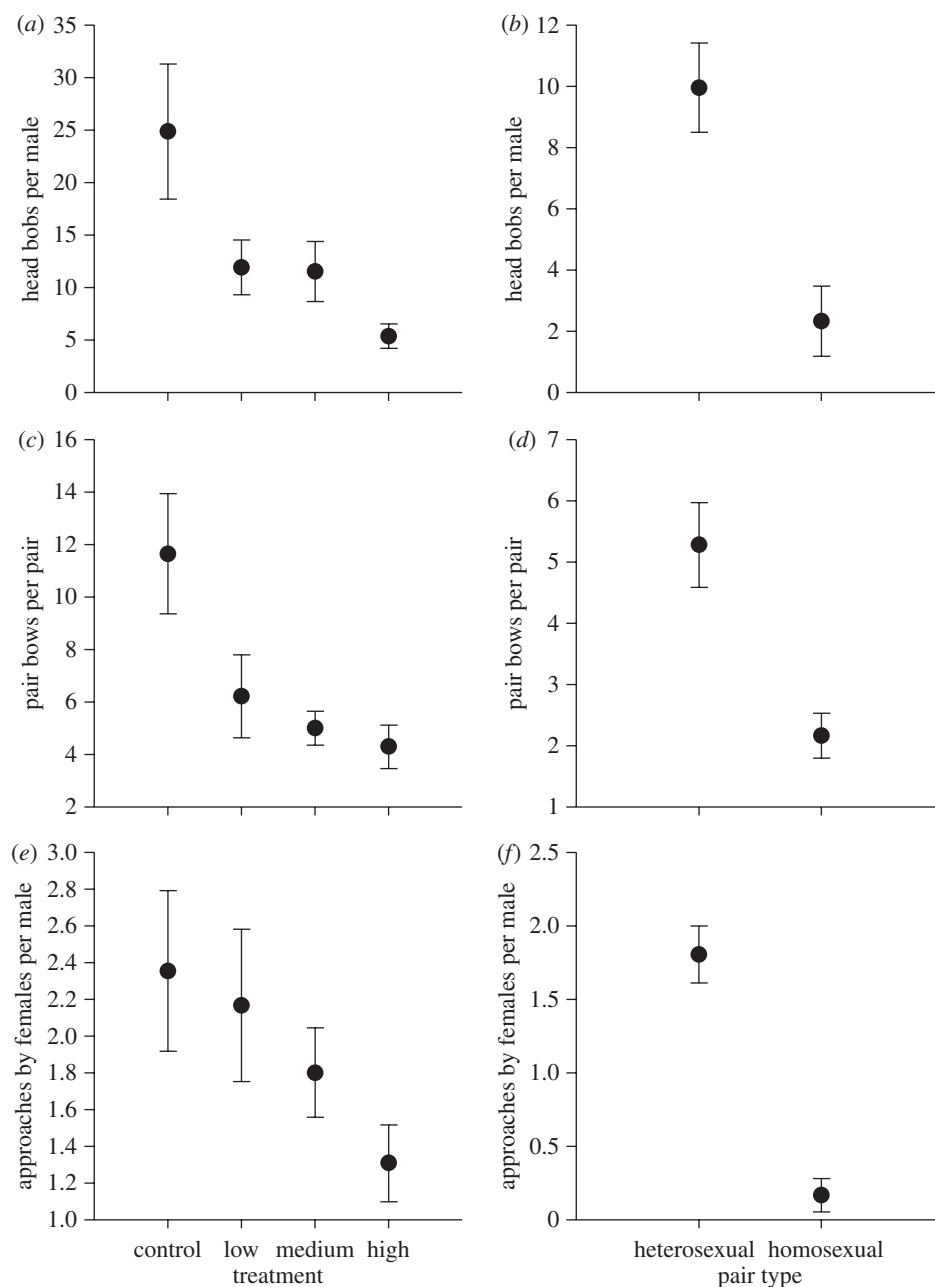 (a)
35
30
25
20
15
10
5
0
head bobs per male
(b)
12
10
8
6
4
2
0
head bobs per male
(c)
16
14
12
10
8
6
4
2
pair bows per pair
(d)
7
6
5
4
3
2
1
pair bows per pair
(e)
3.0
2.8
2.6
2.4
2.2
2.0
1.8
1.6
1.4
1.2
1.0
approaches by females per male
control low medium high
treatment
(f)
2.5
2.0
1.5
1.0
0.5
0
approaches by females per male
heterosexual homosexual
pair type